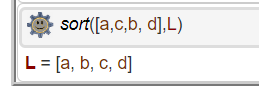 sort([a,c,b, d],L)
L = [a, b, c, d]